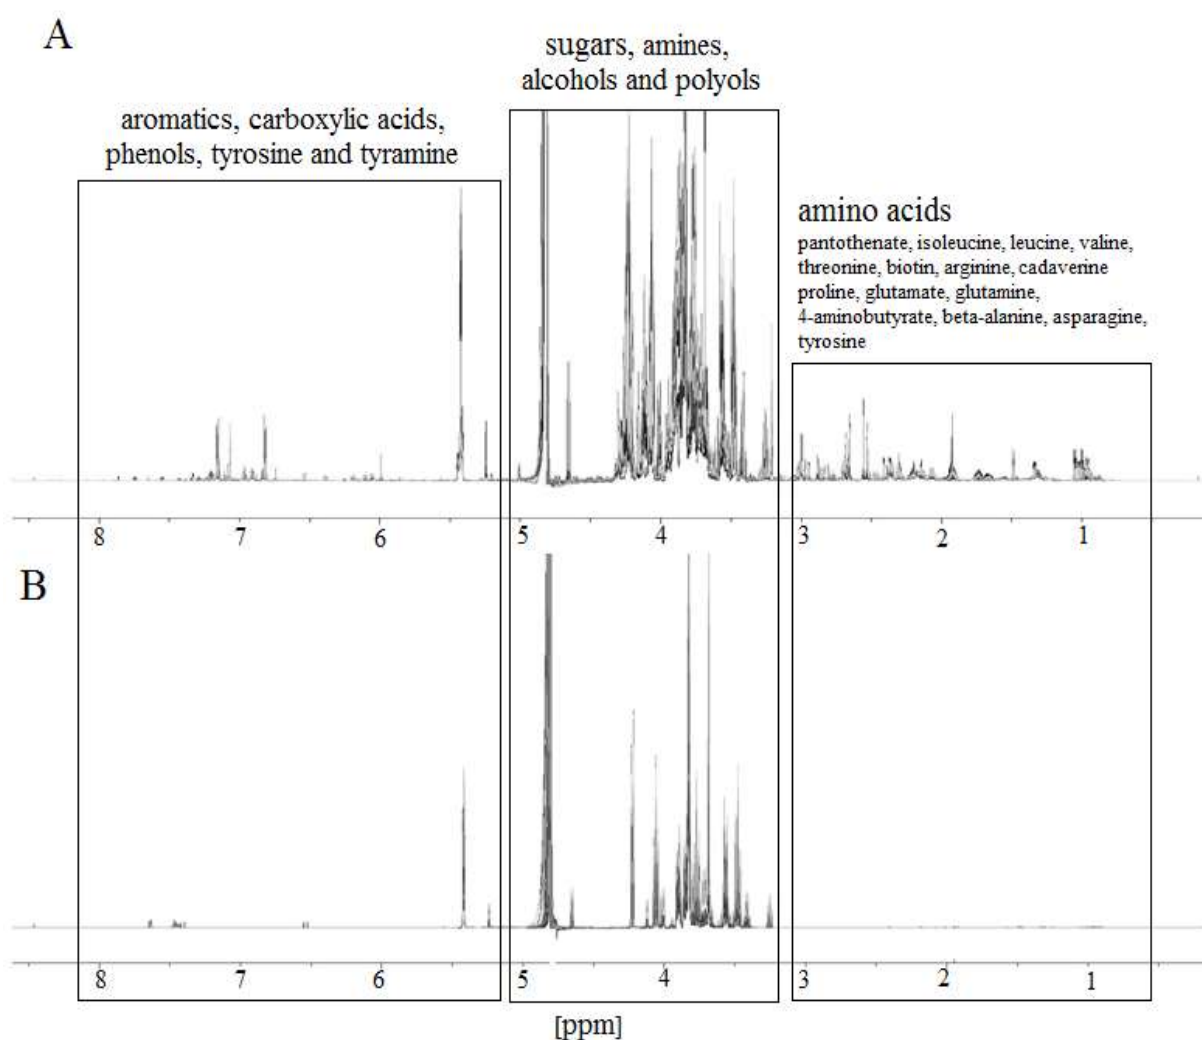 A
sugars, amines,
alcohols and polyols
aromatics, carboxylic acids,
phenols, tyrosine and tyramine
amino acids
pantothenate, isoleucine, leucine, valine,
threonine, biotin, arginine, cadaverine
proline, glutamate, glutamine,
4-aminobutyrate, beta-alanine, asparagine,
tyrosine
8 7 6 5 4 3 2 1
B
8 7 6 5 4 3 2 1
[ppm]